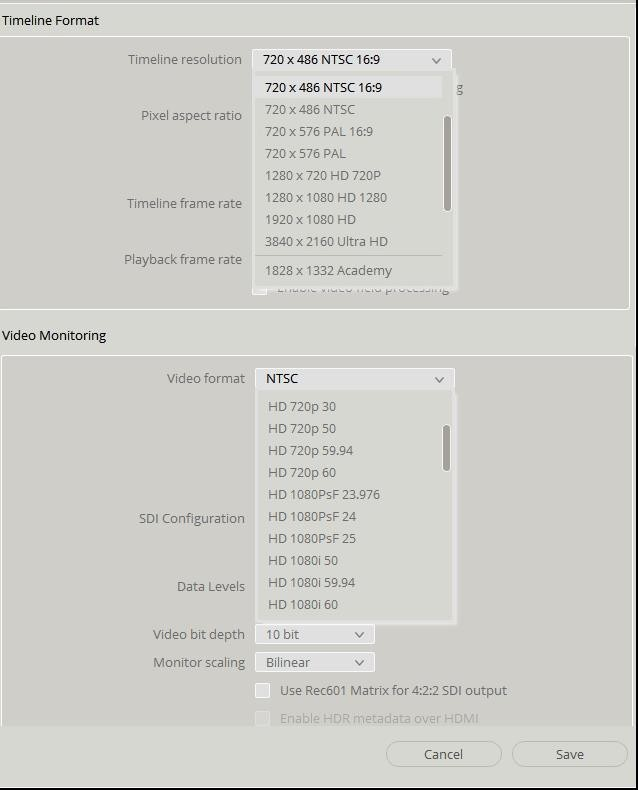 Timeline Format
Timeline resolution 720 x 486 NTSC 16:9
720 x 486 NTSC 16:9 g
720 x 486 NTSC
Pixel aspect ratio
720 x 576 PAL 16:9
720 x 576 PAL
1280 x 720 HD 720P
1280 x 1080 HD 1280
Timeline frame rate
1920 x 1080 HD
3840 x 2160 Ultra HD
Playback frame rate
1828 x 1332 Academy
Enable video field processing
Video Monitoring
Video format NTSC
HD 720p 30
HD 720p 50
HD 720p 59.94
HD 720p 60
HD 1080PsF 23.976
SDI Configuration HD 1080PsF 24
HD 1080PsF 25
HD 1080i 50
Data Levels HD 1080i 59.94
HD 1080i 60
Video bit depth 10 bit
Monitor scaling Bilinear
Use Rec601 Matrix for 4:2:2 SDI output
Enable HDR metadata over HDMI
Cancel Save